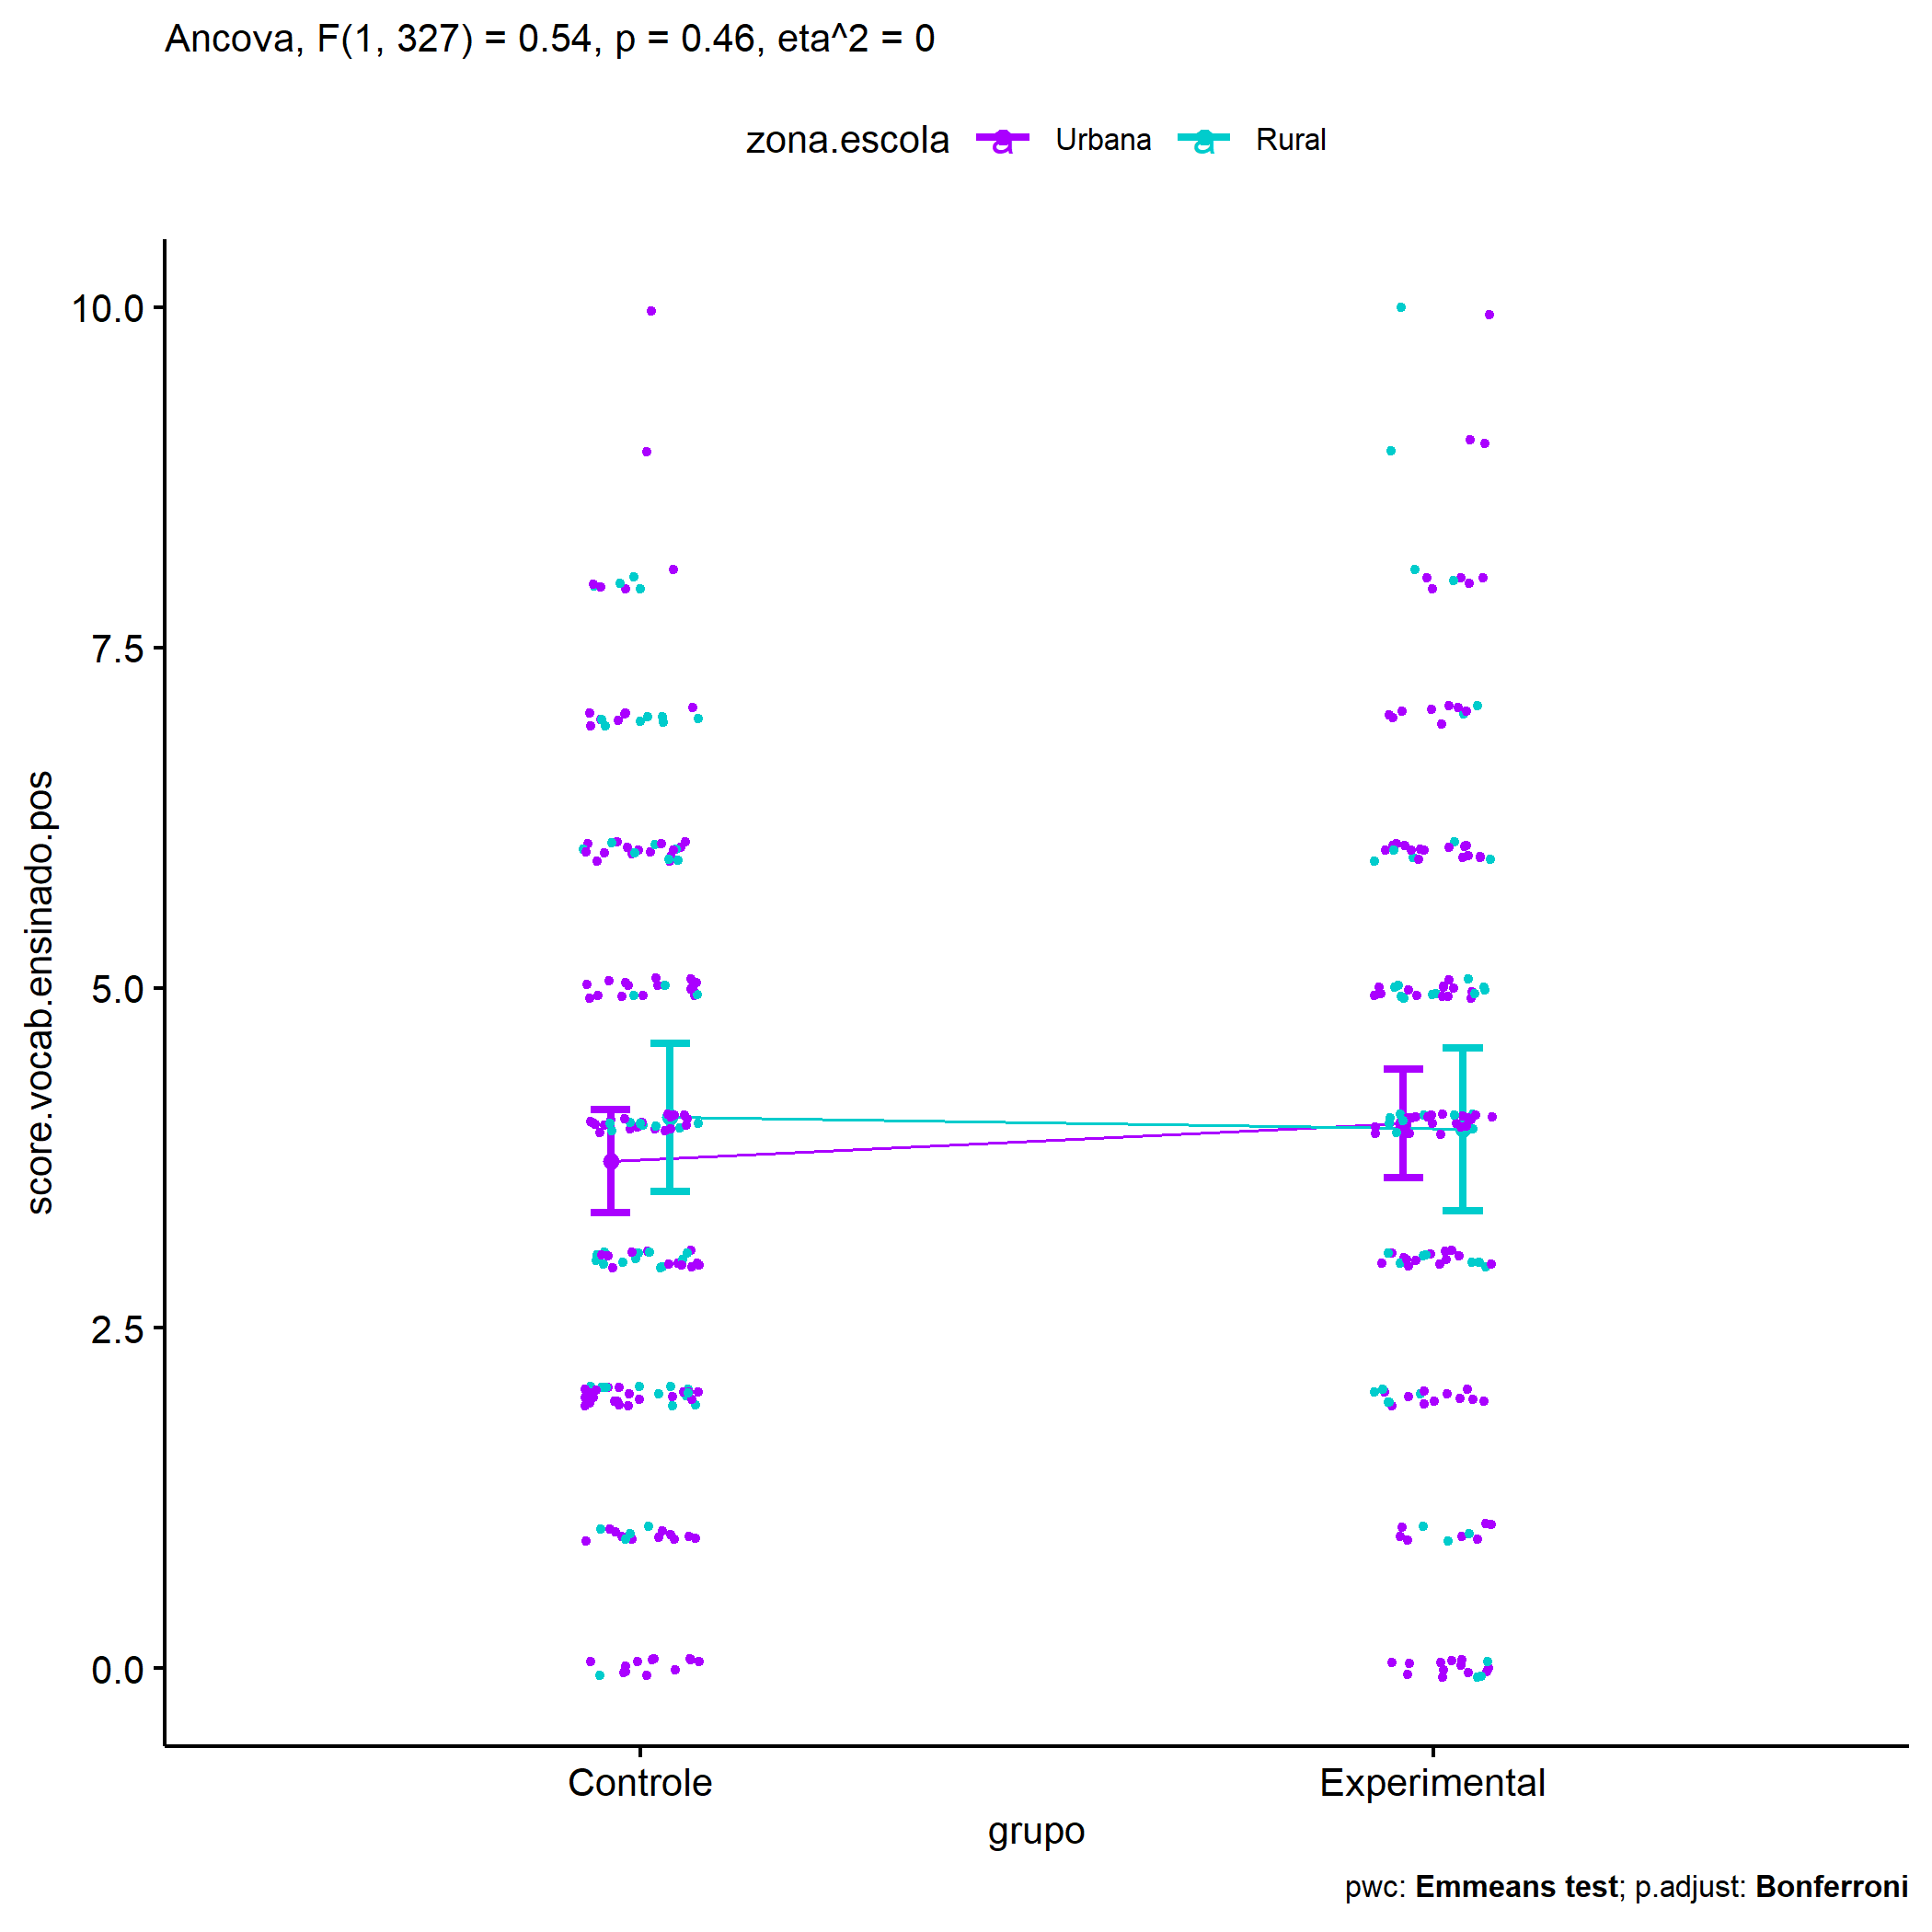 Ancova, F(1, 327) = 0.54, p = 0.46, eta^2 = 0
zona.escola a Urbana a Rural
10.0
7.5
5.0
2.5
0.0
score.vocab.ensinado.pos
Controle Experimental
grupo
pwc: Emmeans test; p.adjust: Bonferroni